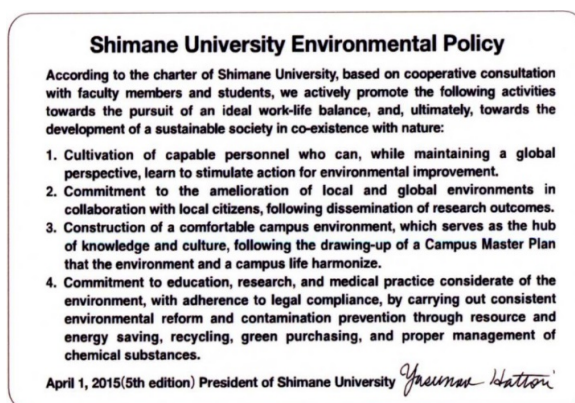 Shimane University Environmental Policy
According to the charter of Shimane University, based on cooperative consultation
with faculty members and students, we actively promote the following activities
towards the pursuit of an ideal work-life balance, and, ultimately, towards the
development of a sustainable society in co-existence with nature:
1. Cultivation of capable personnel who can, while maintaining a global
perspective, learn to stimulate action for environmental improvement.
2. Commitment to the amelioration of local and global environments in
collaboration with local citizens, following dissemination of research outcomes.
3. Construction of a comfortable campus environment, which serves as the hub
of knowledge and culture, following the drawing-up of a Campus Master Plan
that the environment and a campus life harmonize.
4. Commitment to education, research, and medical practice considerate of the
environment, with adherence to legal compliance, by carrying out consistent
environmental reform and contamination prevention through resource and
energy saving, recycling, green purchasing, and proper management of
chemical substances.
April 1, 2015(5th edition) President of Shimane University Yasunao Hattori